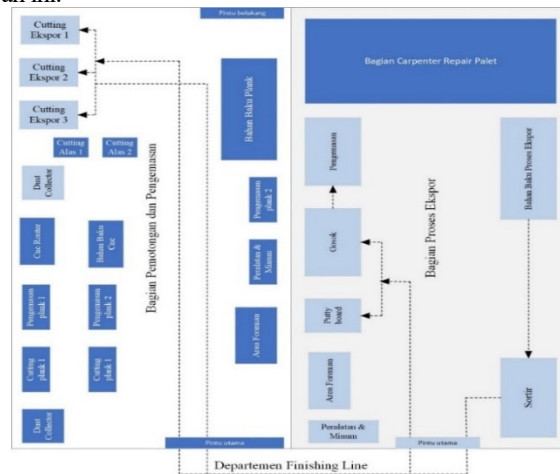 an ini.
Pintu belakang
Cutting
Ekspor 1
Cutting
Ekspor 2
Cutting
Ekspor 3
Cutting
Alas 1
Cutting
Alas 2
Dust
Collector
Cnc Router
Bahan Baku
Cnc
Pengemasan
plank 1
Pengemasan
plank 2
Cutting
plank 1
Cutting
plank 1
Dust
Collector
Bagian Pemotongan dan Pengemasan
Bahan Baku Plank
Pengemasan
plank 2
Peralatan &
Minum
Area Forman
Pintu utama
Bagian Carpenter Repair Palet
Pengemasan
Gosok
Putty
board
Area Forman
Peralatan &
Minum
Bagian Proses Ekspor
Bahan Baku Proses Ekspor
Sortir
Pintu utama
Departemen Finishing Line